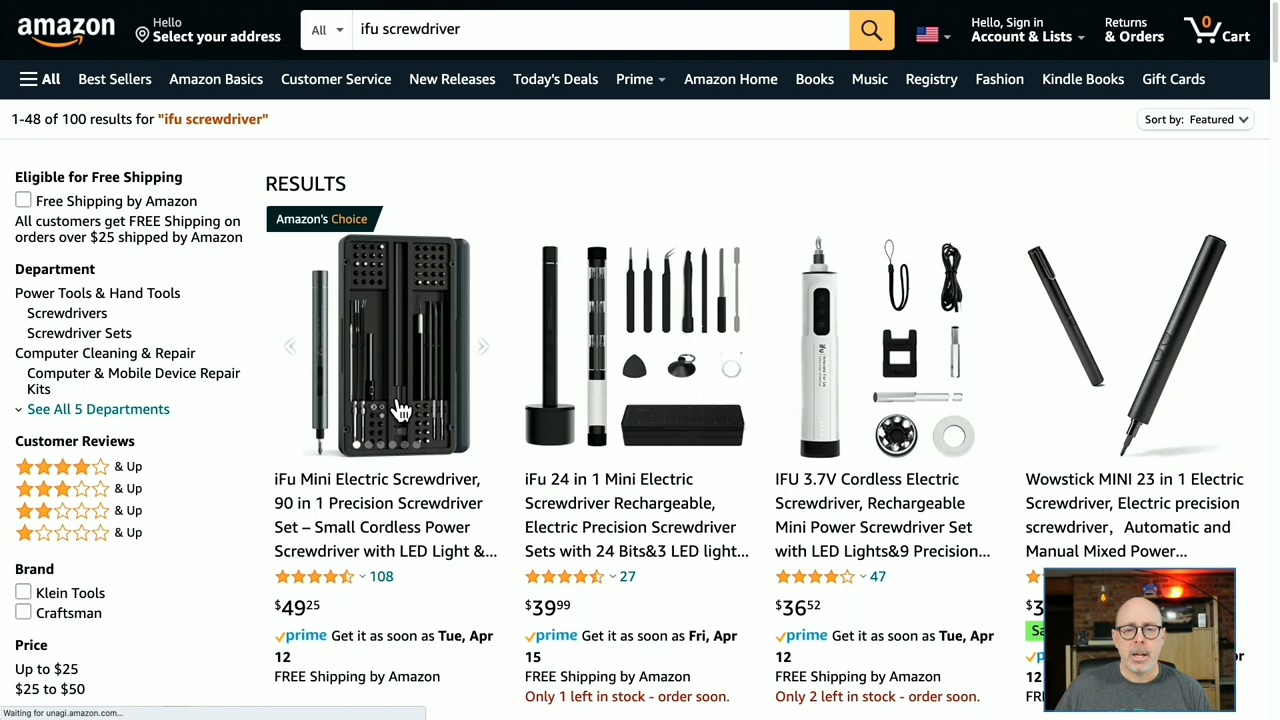 amazon
Hello
Select your address
All
ifu screwdriver
Hello, Sign in
Account & Lists
Returns
& Orders
0
Cart
All
Best Sellers
Amazon Basics
Customer Service
New Releases
Today's Deals
Prime
Amazon Home
Books
Music
Registry
Fashion
Kindle Books
Gift Cards
1-48 of 100 results for "ifu screwdriver"
Sort by: Featured
Eligible for Free Shipping
Free Shipping by Amazon
All customers get FREE Shipping on
orders over $25 shipped by Amazon
Department
Power Tools & Hand Tools
Screwdrivers
Screwdriver Sets
Computer Cleaning & Repair
Computer & Mobile Device Repair
Kits
See All 5 Departments
Customer Reviews
& Up
& Up
& Up
& Up
Brand
Klein Tools
Craftsman
Price
Up to $25
$25 to $50
RESULTS
Amazon's Choice
iFu Mini Electric Screwdriver,
90 in 1 Precision Screwdriver
Set – Small Cordless Power
Screwdriver with LED Light &...
108
$49.25
prime Get it as soon as Tue, Apr
12
FREE Shipping by Amazon
iFu 24 in 1 Mini Electric
Screwdriver Rechargeable,
Electric Precision Screwdriver
Sets with 24 Bits&3 LED light...
27
$39.99
prime Get it as soon as Fri, Apr
15
FREE Shipping by Amazon
Only 1 left in stock - order soon.
ifu
IFU 3.7V Cordless Electric
Screwdriver, Rechargeable
Mini Power Screwdriver Set
with LED Lights&9 Precision...
47
$36.52
prime Get it as soon as Tue, Apr
12
FREE Shipping by Amazon
Only 2 left in stock - order soon.
Wowstick MINI 23 in 1 Electric
Screwdriver, Electric precision
screwdriver，Automatic and
Manual Mixed Power...
12
Waiting for unagi.amazon.com...